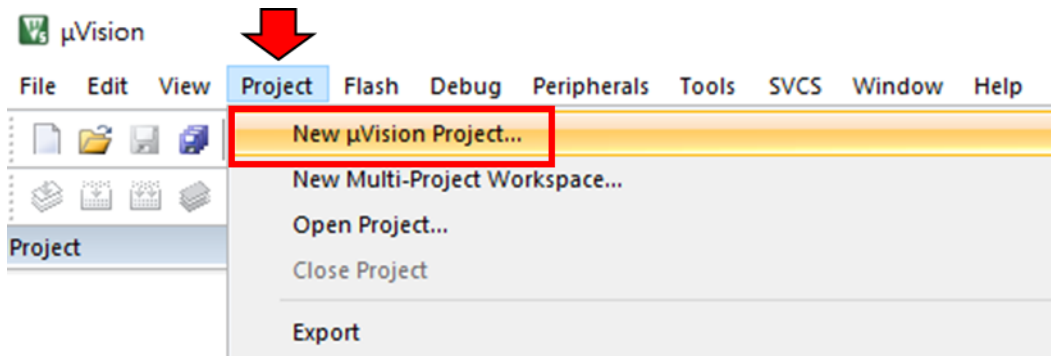 µVision
File Edit View Project Flash Debug Peripherals Tools SVCS Window Help
New µVision Project...
New Multi-Project Workspace...
Open Project...
Close Project
Project
Export